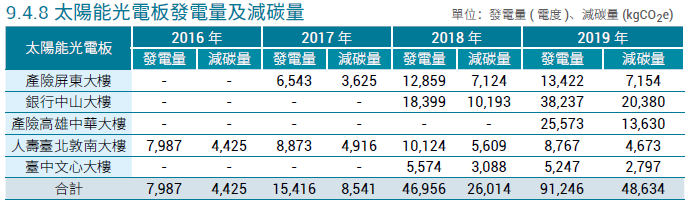 9.4.8 太陽能光電板發電量及減碳量 單位：發電量 ( 電度 )、減碳量 (kgCO2e)
太陽能光電板 2016 年 2017 年 2018 年 2019 年
發電量 減碳量 發電量 減碳量 發電量 減碳量 發電量 減碳量
產險屏東大樓 - - 6,543 3,625 12,859 7,124 13,422 7,154
銀行中山大樓 - - - - 18,399 10,193 38,237 20,380
產險高雄中華大樓 - - - - - - 25,573 13,630
人壽臺北敦南大樓 7,987 4,425 8,873 4,916 10,124 5,609 8,767 4,673
臺中文心大樓 - - - - 5,574 3,088 5,247 2,797
合計 7,987 4,425 15,416 8,541 46,956 26,014 91,246 48,634